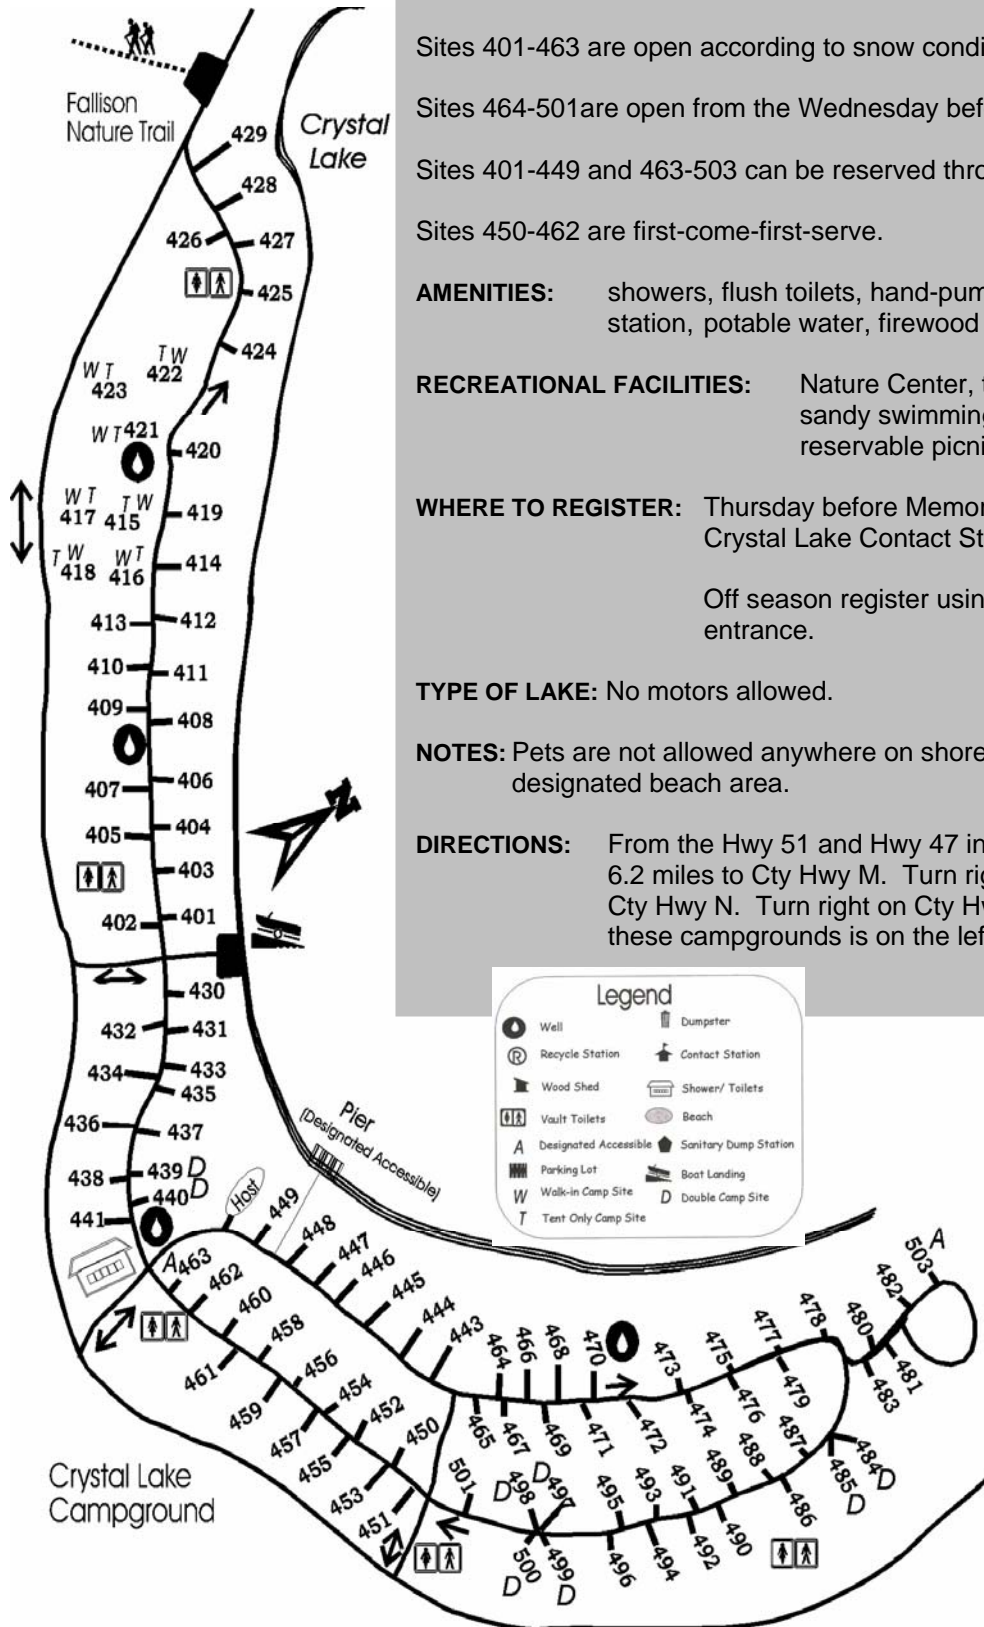 Sites 401-463 are open according to snow condi
Sites 464-501are open from the Wednesday bef
Sites 401-449 and 463-503 can be reserved thro
Sites 450-462 are first-come-first-serve.
AMENITIES: showers, flush toilets, hand-pum
station, potable water, firewood
RECREATIONAL FACILITIES: Nature Center, t
sandy swimming
reservable picni
WHERE TO REGISTER: Thursday before Memor
Crystal Lake Contact St
Off season register usin
entrance.
TYPE OF LAKE: No motors allowed.
NOTES: Pets are not allowed anywhere on shore
designated beach area.
DIRECTIONS: From the Hwy 51 and Hwy 47 in
6.2 miles to Cty Hwy M. Turn rig
Cty Hwy N. Turn right on Cty Hw
these campgrounds is on the lef
Fallison
Nature Trail
Crystal
Lake
429
428
426
427
425
424
T W
422
W T
423
W T 421
420
W T
417
T W
415
419
T W
418
W T
416
414
413
412
410
411
409
408
407
406
405
404
403
402
401
N
430
432
431
433
434
435
436
437
438
439 D
440 D
441
Pier
(Designated Accessible)
Host
449
448
447
446
445
444
443
A 463
462
460
458
456
454
452
450
461
459
457
455
453
451
464
466
468
470
465
467
469
471
472
473
474
475
476
477
478
479
480
481
482
483
503 A
484 D
485 D
486
487
488
489
490
491
492
493
494
495
496
497 D
498 D
499 D
500 D
501
Crystal Lake
Campground
Legend
Well
Dumpster
R
Recycle Station
Contact Station
Wood Shed
Shower/ Toilets
Vault Toilets
Beach
A Designated Accessible
Sanitary Dump Station
Parking Lot
Boat Landing
W Walk-in Camp Site
D Double Camp Site
T Tent Only Camp Site